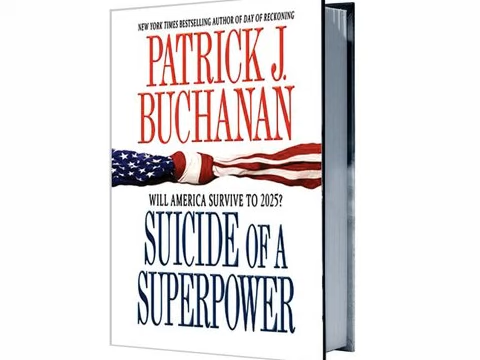 NEW YORK TIMES BESTSELLING AUTHOR OF DAY OF RECKONING
PATRICK J.
BUCHANAN
WILL AMERICA SURVIVE TO 2025?
SUICIDE OF A
SUPERPOWER